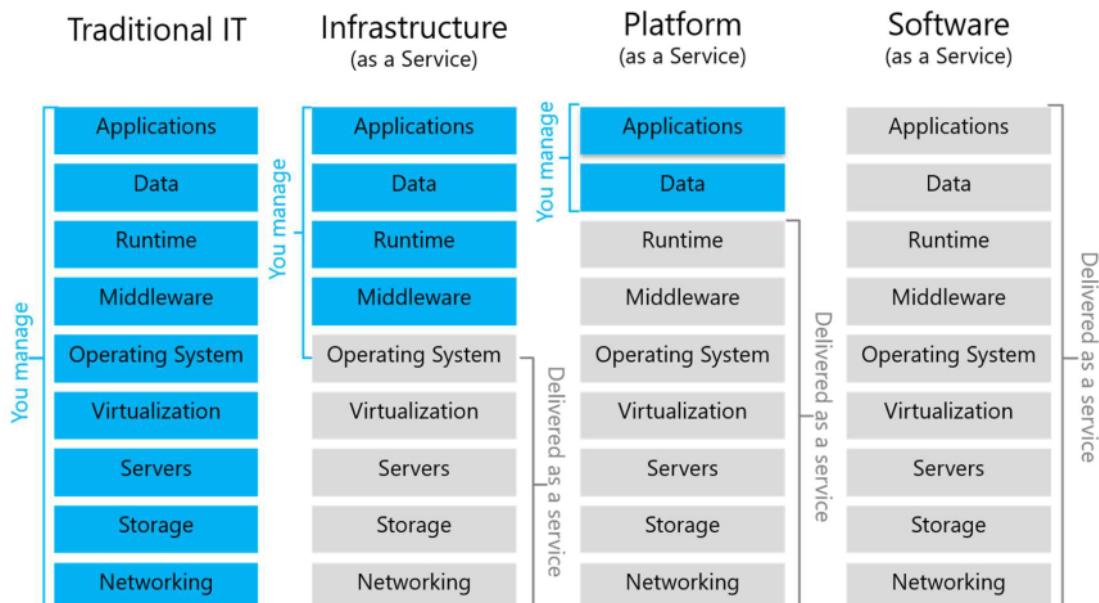 Traditional IT
Infrastructure
(as a Service)
Platform
(as a Service)
Software
(as a Service)
You manage
Applications
Data
Runtime
Middleware
Operating System
Virtualization
Servers
Storage
Networking
You manage
Applications
Data
Runtime
Middleware
Operating System
Virtualization
Servers
Storage
Networking
Delivered as a service
You manage
Applications
Data
Runtime
Middleware
Operating System
Virtualization
Servers
Storage
Networking
Delivered as a service
Applications
Data
Runtime
Middleware
Operating System
Virtualization
Servers
Storage
Networking
Delivered as a service